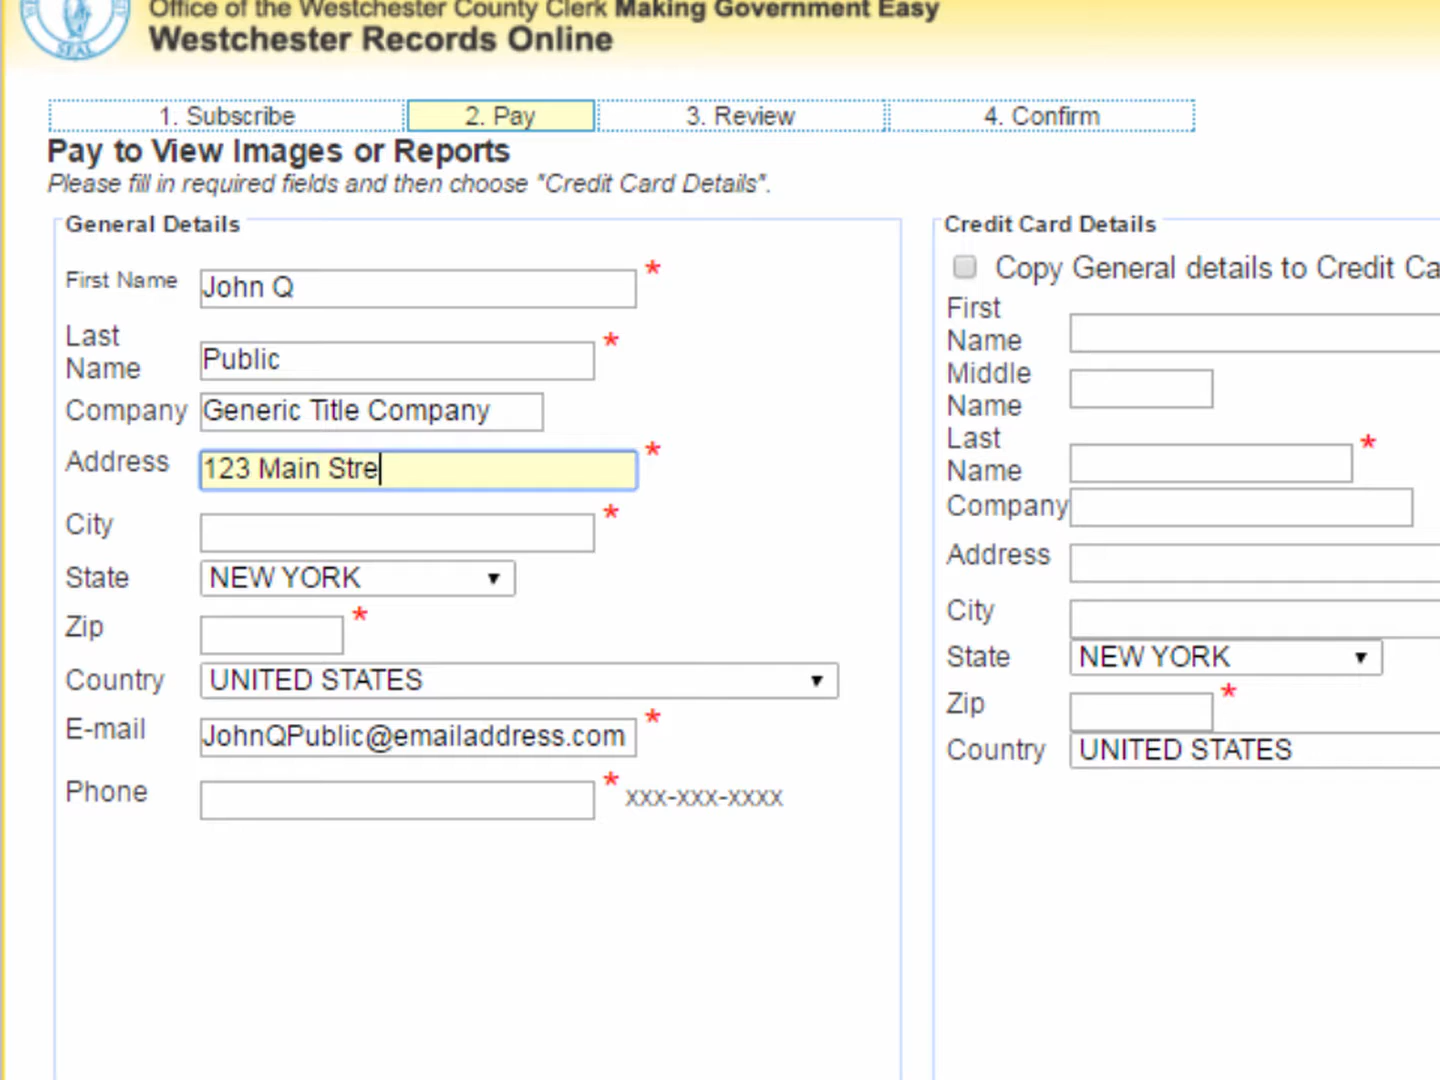 Office of the Westchester County Clerk Making Government Easy
Westchester Records Online
SEAL
1. Subscribe
2. Pay
3. Review
4. Confirm
Pay to View Images or Reports
Please fill in required fields and then choose "Credit Card Details".
General Details
First Name
John Q
*
Last
Name
Public
*
Company
Generic Title Company
Address
123 Main Stre
*
City
*
State
NEW YORK
Zip
*
Country
UNITED STATES
E-mail
JohnQPublic@emailaddress.com
*
Phone
*
xxx-xxx-xxxx
Credit Card Details
Copy General details to Credit Ca
First
Name
Middle
Name
Last
Name
*
Company
Address
City
State
NEW YORK
Zip
*
Country
UNITED STATES